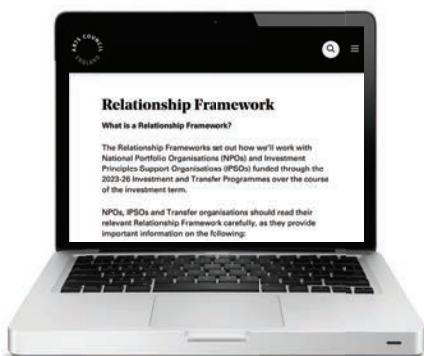 ARTS COUNCIL
ENGLAND
Relationship Framework
What is a Relationship Framework?
The Relationship Frameworks set out how we'll work with
National Portfolio Organisations (NPOs) and Investment
Principles Support Organisations (IPSOs) funded through the
2023-26 Investment and Transfer Programmes over the course
of the investment term.
NPOs, IPSOs and Transfer organisations should read their
relevant Relationship Framework carefully, as they provide
important information on the following: